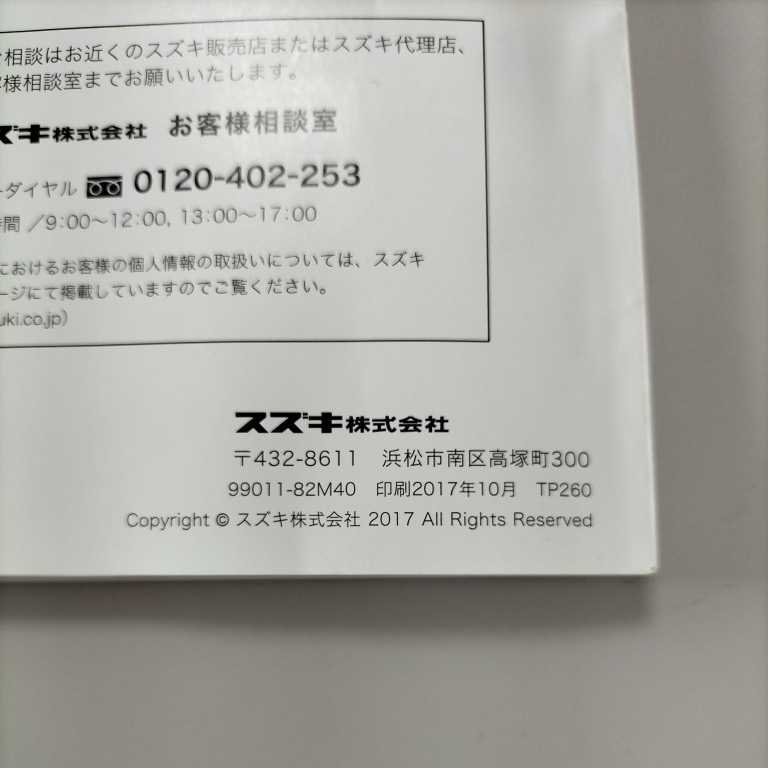 相談はお近くのスズキ販売店またはスズキ代理店、
客様相談室までお願いいたします。
スズキ株式会社 お客様相談室
ーダイヤル 0120-402-253
時間 /9:00～12:00, 13:00～17:00
におけるお客様の個人情報の取扱いについては、スズキ
ージにて掲載していますのでご覧ください。
uki.co.jp)
スズキ株式会社
〒432-8611 浜松市南区高塚町300
99011-82M40 印刷2017年10月 TP260
Copyright © スズキ株式会社 2017 All Rights Reserved